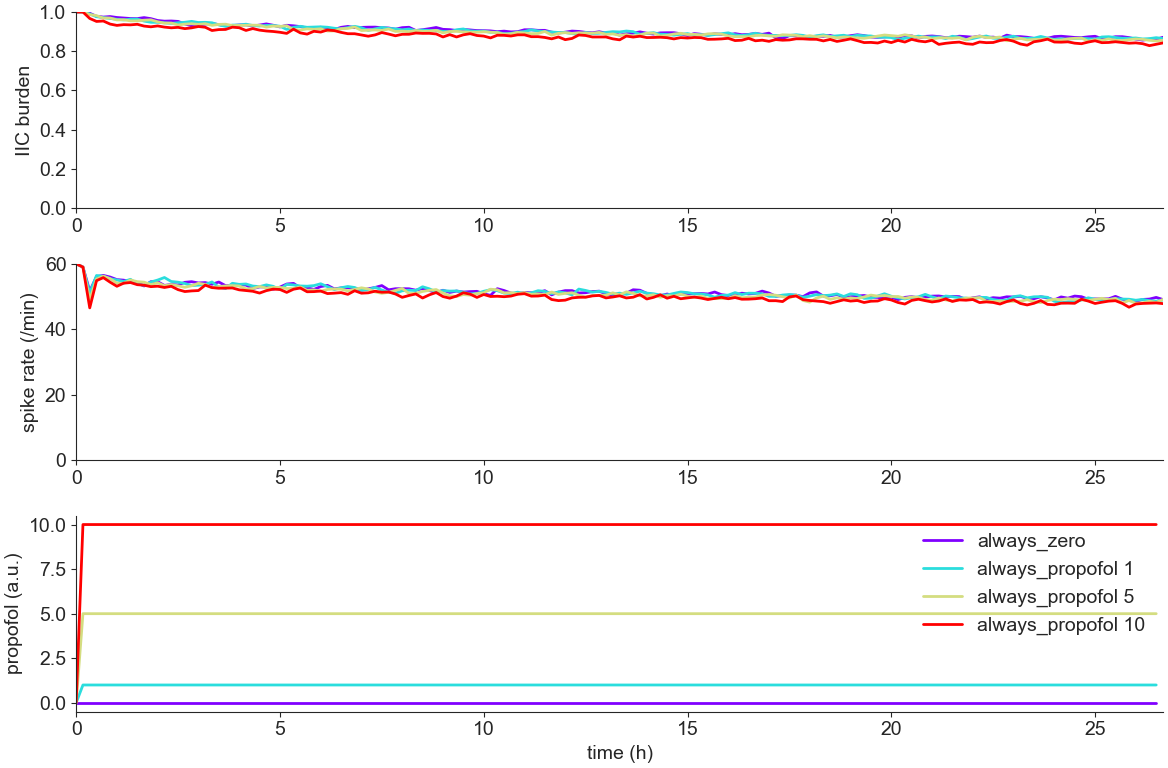 1.0
0.8
0.6
0.4
0.2
0.0
IIC burden
0 5 10 15 20 25
60
40
20
0
spike rate (/min)
0 5 10 15 20 25
10.0
7.5
5.0
2.5
0.0
propofol (a.u.)
always_zero
always_propofol 1
always_propofol 5
always_propofol 10
0 5 10 15 20 25
time (h)